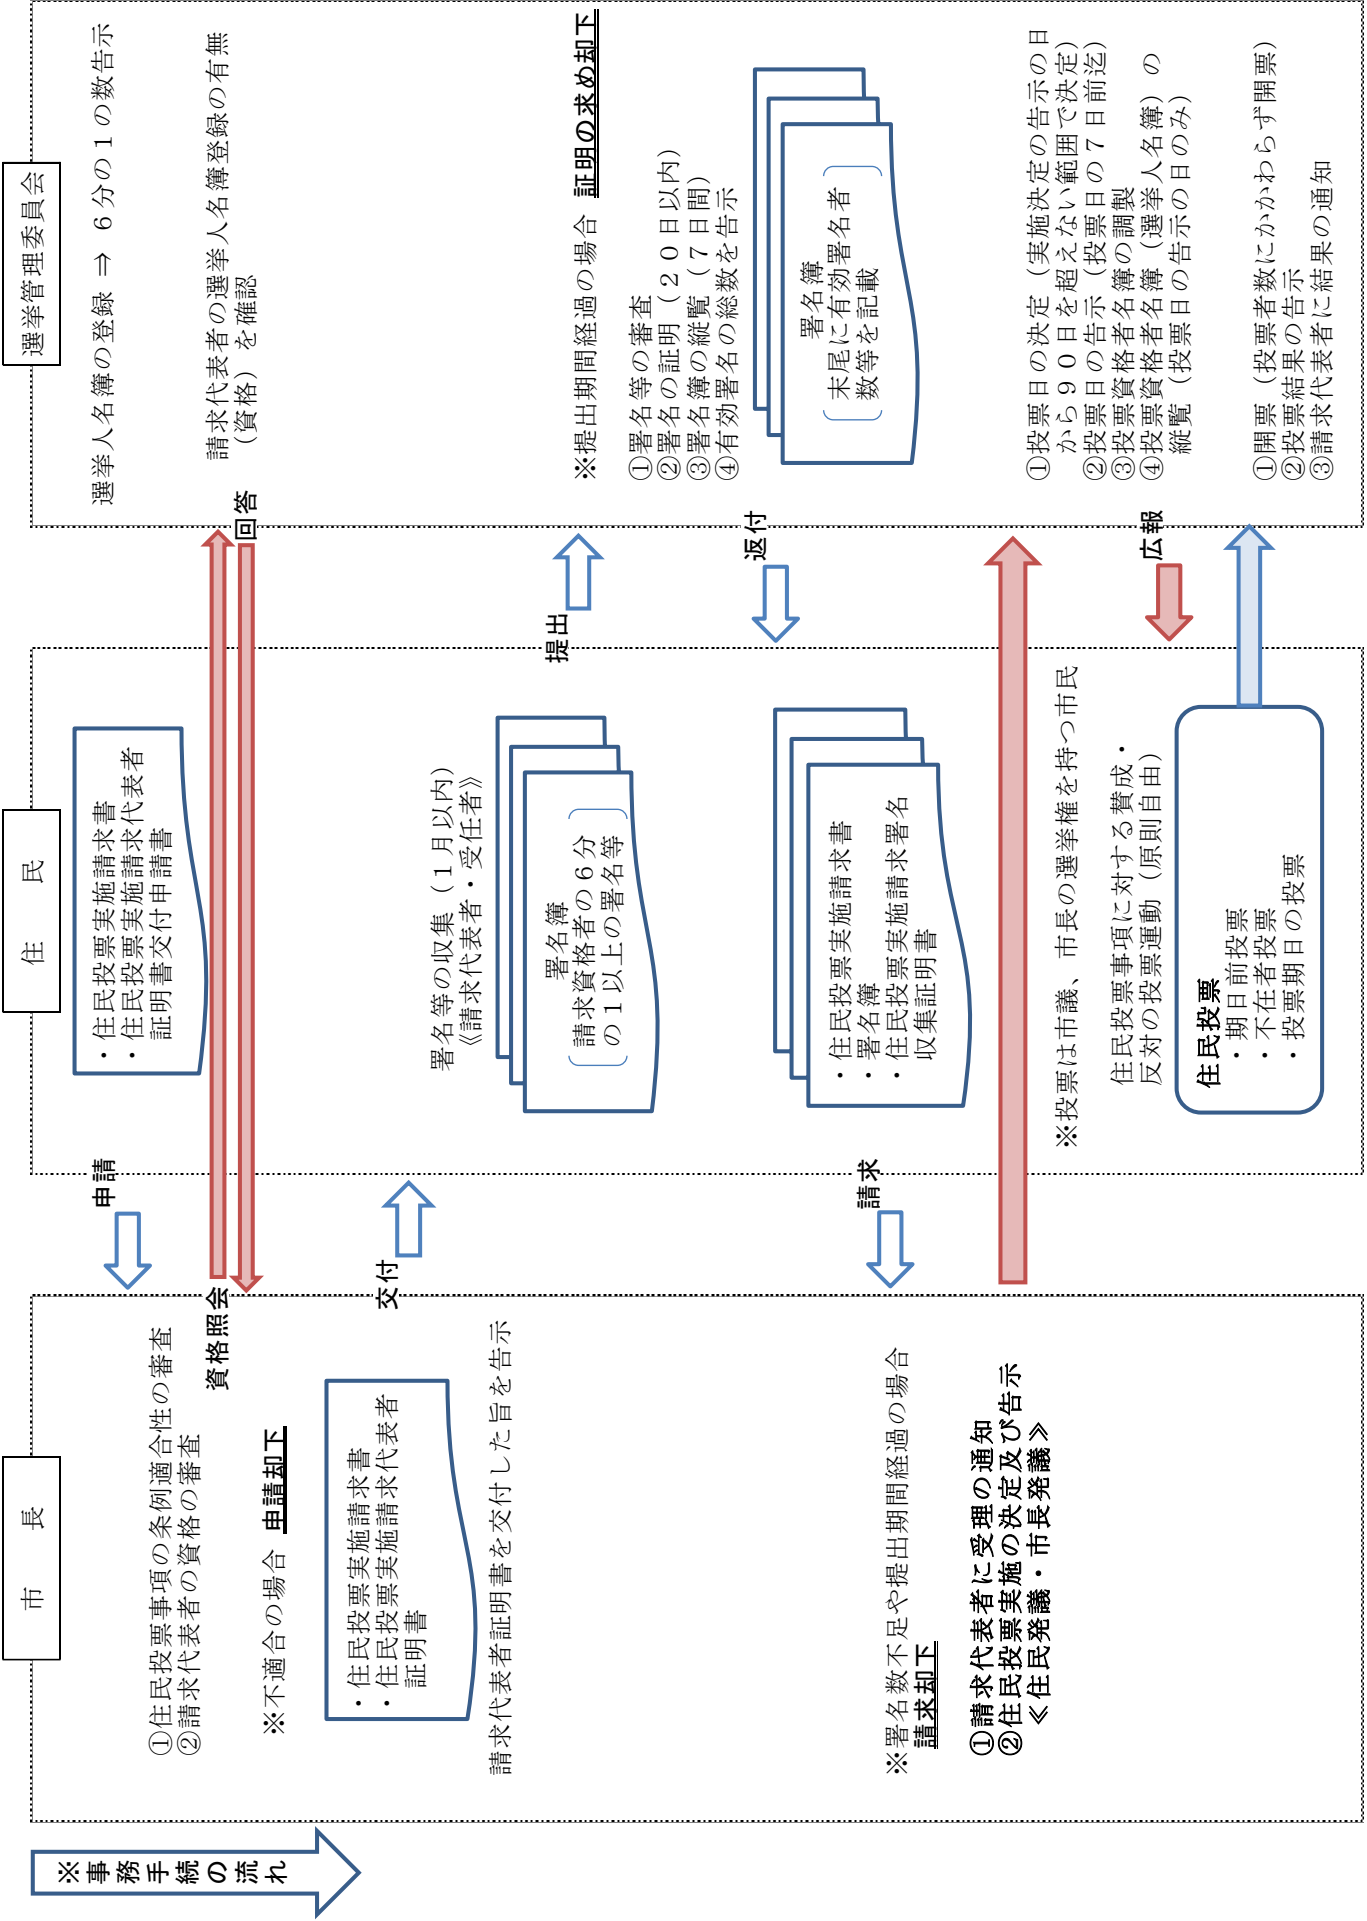 ※事務手続の流れ
市　長
①住民投票事項の条例適合性の審査
②請求代表者の資格の審査
※不適合の場合　申請却下
・住民投票実施請求書
・住民投票実施請求代表者
証明書
請求代表者証明書を交付した旨を告示
※署名数不足や提出期間経過の場合
請求却下
①請求代表者に受理の通知
②住民投票実施の決定及び告示
≪住民発議・市長発議≫
申請
資格照会
交付
請求
住　民
・住民投票実施請求書
・住民投票実施請求代表者
証明書交付申請書
署名等の収集（１月以内）
《請求代表者・受任者》
署名簿
請求資格者の６分
の１以上の署名等
・住民投票実施請求書
・署名簿
・住民投票実施請求署名
収集証明書
※投票は市議、市長の選挙権を持つ市民
住民投票事項に対する賛成・
反対の投票運動（原則自由）
住民投票
・期日前投票
・不在者投票
・投票期日の投票
回答
提出
返付
広報
選挙管理委員会
選挙人名簿の登録 ⇒ ６分の１の数告示
請求代表者の選挙人名簿登録の有無
（資格）を確認
※提出期間経過の場合　証明の求め却下
①署名等の審査
②署名の証明（２０日以内）
③署名簿の縦覧（７日間）
④有効署名の総数を告示
署名簿
末尾に有効署名者
数等を記載
①投票日の決定（実施決定の告示の日
から９０日を超えない範囲で決定）
②投票日の告示（投票日の７日前迄）
③投票資格者名簿の調製
④投票資格者名簿（選挙人名簿）の
縦覧（投票日の告示の日のみ）
①開票（投票者数にかかわらず開票）
②投票結果の告示
③請求代表者に結果の通知